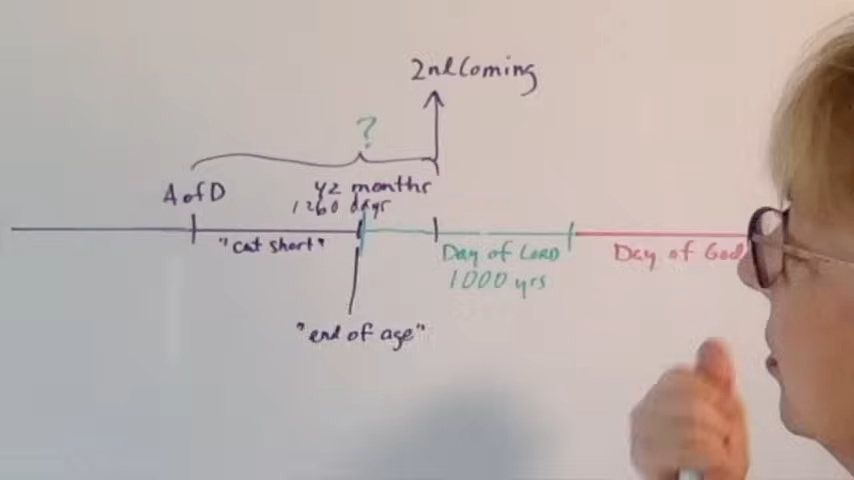 2nd Coming
?
A of D
42 months
1260 days
"cut short"
Day of LORD
1000 yrs
Day of God
"end of age"